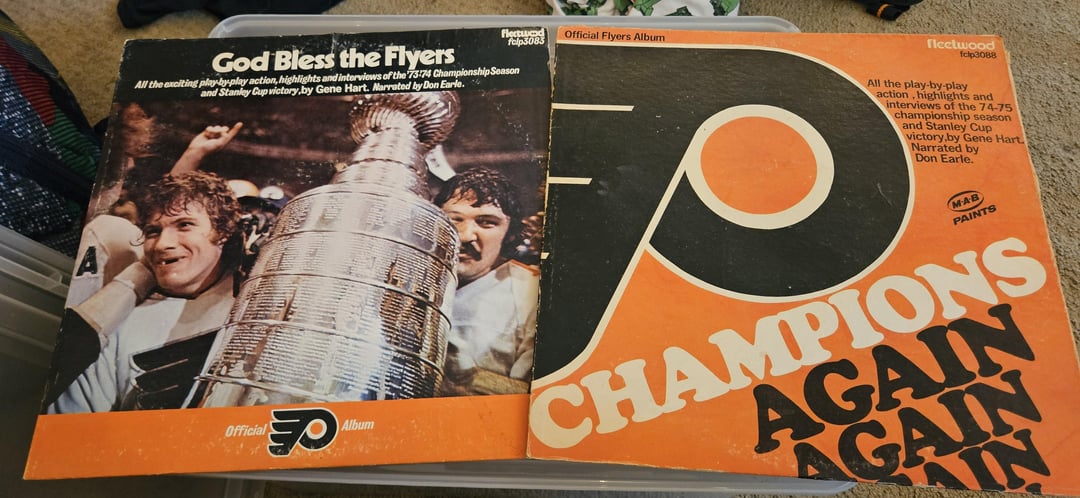 God Bless the Flyers
fleetwood
fclp3083
All the exciting play-by-play action, highlights and interviews of the '73'74 Championship Season
and Stanley Cup victory, by Gene Hart. Narrated by Don Earle.
A
Official Album
Official Flyers Album
fleetwood
fclp3088
All the play-by-play
action, highlights and
interviews of the 74-75
championship season
and Stanley Cup
victory, by Gene Hart.
Narrated by
Don Earle.
M·A·B
PAINTS
CHAMPIONS
AGAIN
AGAIN
AGAIN